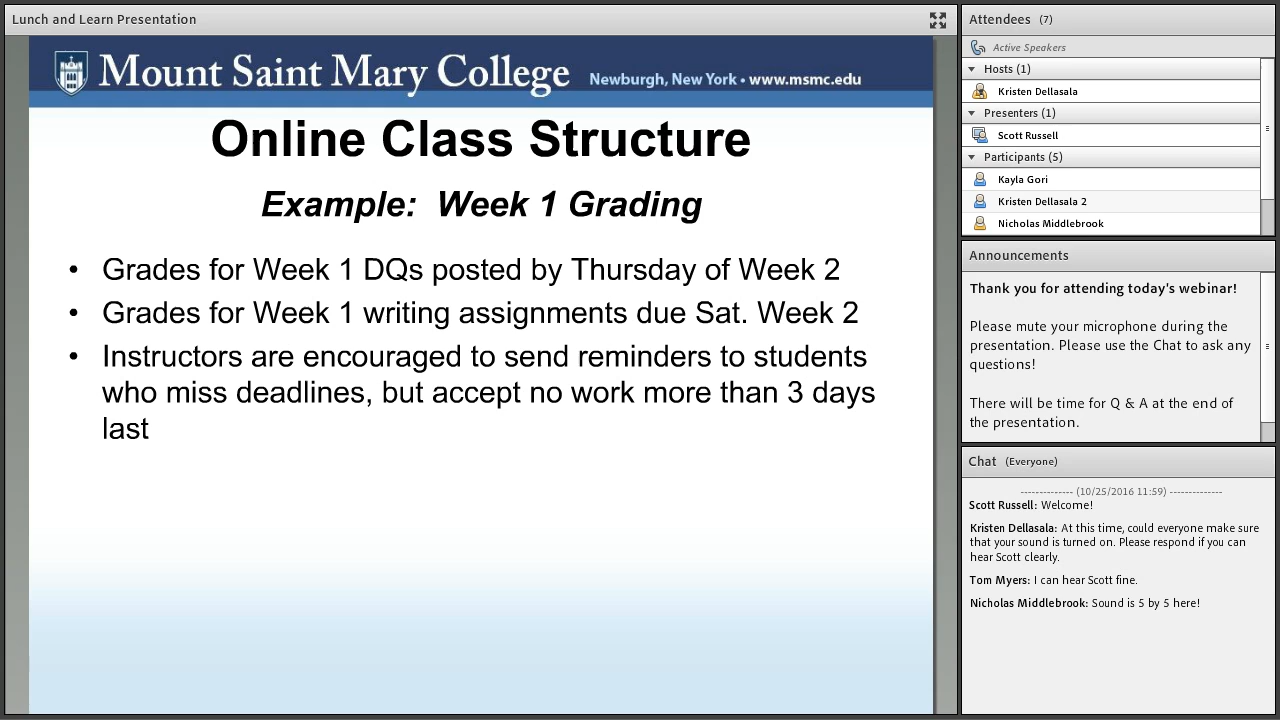 Lunch and Learn Presentation
Mount Saint Mary College Newburgh, New York • www.msmc.edu
Online Class Structure
Example: Week 1 Grading
• Grades for Week 1 DQs posted by Thursday of Week 2
• Grades for Week 1 writing assignments due Sat. Week 2
• Instructors are encouraged to send reminders to students
who miss deadlines, but accept no work more than 3 days
last
Attendees (7)
Active Speakers
Hosts (1)
Kristen Dellasala
Presenters (1)
Scott Russell
Participants (5)
Kayla Gori
Kristen Dellasala 2
Nicholas Middlebrook
Announcements
Thank you for attending today's webinar!
Please mute your microphone during the
presentation. Please use the Chat to ask any
questions!
There will be time for Q & A at the end of
the presentation.
Chat (Everyone)
-------------- (10/25/2016 11:59) --------------
Scott Russell: Welcome!
Kristen Dellasala: At this time, could everyone make sure
that your sound is turned on. Please respond if you can
hear Scott clearly.
Tom Myers: I can hear Scott fine.
Nicholas Middlebrook: Sound is 5 by 5 here!